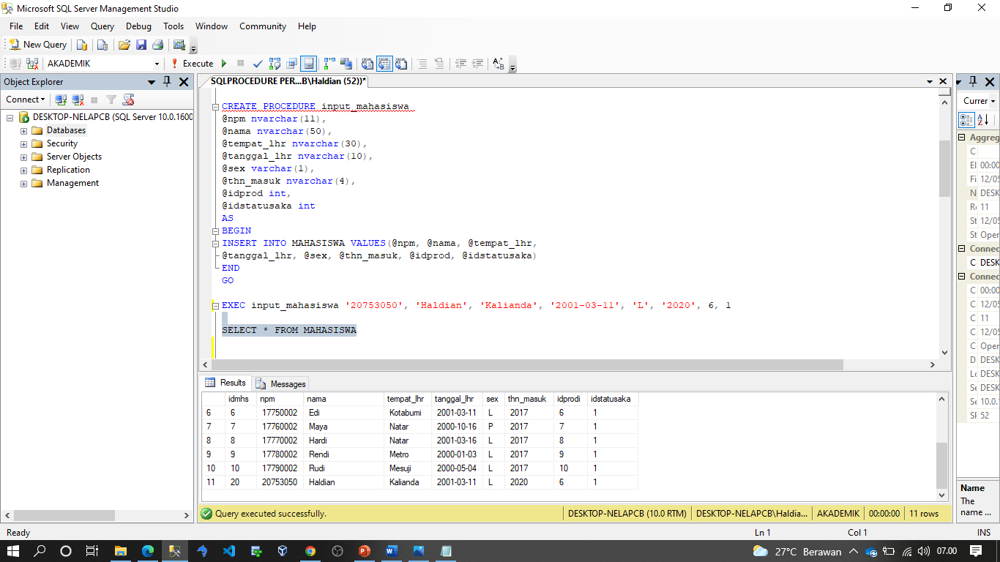 Microsoft SQL Server Management Studio
File Edit View Query Debug Tools Window Community Help
New Query
AKADEMIK Execute
Object Explorer
Connect
DESKTOP-NELAPCB (SQL Server 10.0.1600
Databases
Security
Server Objects
Replication
Management
SQLPROCEDURE PER...B\Haldian (52))*
CREATE PROCEDURE input_mahasiswa
@npm nvarchar(11),
@nama nvarchar(50),
@tempat_lhr nvarchar(30),
@tanggal_lhr nvarchar(10),
@sex varchar(1),
@thn_masuk nvarchar(4),
@idprod int,
@idstatusaka int
AS
BEGIN
INSERT INTO MAHASISWA VALUES(@npm, @nama, @tempat_lhr,
@tanggal_lhr, @sex, @thn_masuk, @idprod, @idstatusaka)
END
GO
EXEC input_mahasiswa '20753050', 'Haldian', 'Kalianda', '2001-03-11', 'L', '2020', 6, 1
SELECT * FROM MAHASISWA
Results Messages
idmhs npm nama tempat_lhr tanggal_lhr sex thn_masuk idprodi idstatusaka
6 6 17750002 Edi Kotabumi 2001-03-11 L 2017 6 1
7 7 17760002 Maya Natar 2000-10-16 P 2017 7 1
8 8 17770002 Hardi Natar 2001-03-16 L 2017 8 1
9 9 17780002 Rendi Metro 2000-01-03 L 2017 9 1
10 10 17790002 Rudi Mesuji 2000-05-04 L 2017 10 1
11 20 20753050 Haldian Kalianda 2001-03-11 L 2020 6 1
Query executed successfully. DESKTOP-NELAPCB (10.0 RTM) DESKTOP-NELAPCB\Haldia... AKADEMIK 00:00:00 11 rows
Currer
Aggreg
C
El 00:00
Fi 12/05
N DESK
Re 11
St 12/05
St Oper
Connec
C DESK
Connec
C 00:00
C 12/05
C 11
C 12/05
C Oper
D DESK
Lo DESK
Se DESK
Se 10.0.
SF 52
Name
The
name ...
Ready Ln 1 Col 1 INS
27°C Berawan 07.00